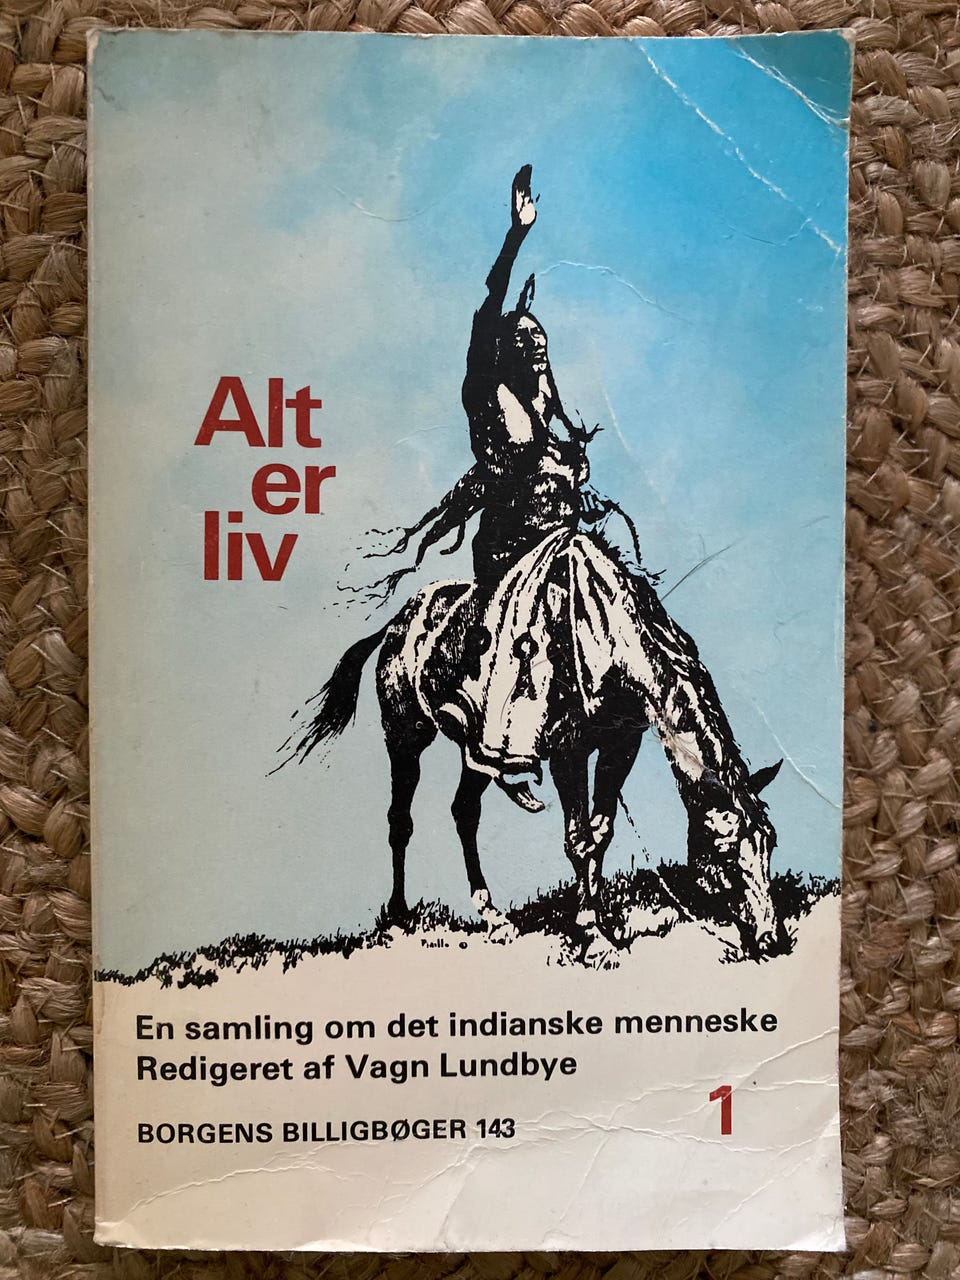 Alt
er
liv
En samling om det indianske menneske
Redigeret af Vagn Lundbye
BORGENS BILLIGBØGER 143
1